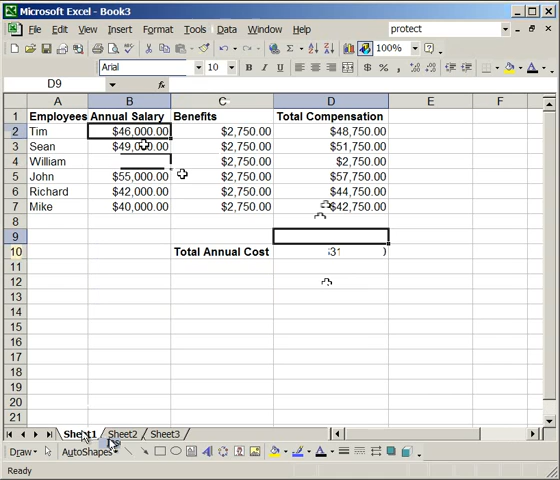 Microsoft Excel - Book3
File Edit View Insert Format Tools Data Window Help protect
100%
Arial 10 B I U
D9
A B C D E F
1 Employees Annual Salary Benefits Total Compensation
2 Tim $46,000.00 $2,750.00 $48,750.00
3 Sean $2,750.00 $51,750.00
4 William $2,750.00 $2,750.00
5 John $55,000.00 $2,750.00 $57,750.00
6 Richard $42,000.00 $2,750.00 $44,750.00
7 Mike $40,000.00 $2,750.00 $42,750.00
8
9
10 Total Annual Cost
11
12
13
14
15
16
17
18
19
20
21
Sheet1 Sheet2 Sheet3
Draw AutoShapes
Ready